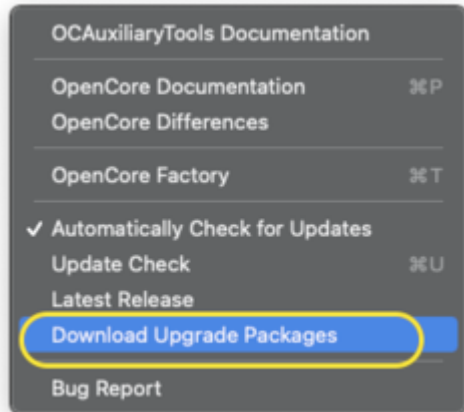 OCAuxiliaryTools Documentation
OpenCore Documentation ⌘P
OpenCore Differences
OpenCore Factory ⌘T
✓ Automatically Check for Updates
Update Check ⌘U
Latest Release
Download Upgrade Packages
Bug Report